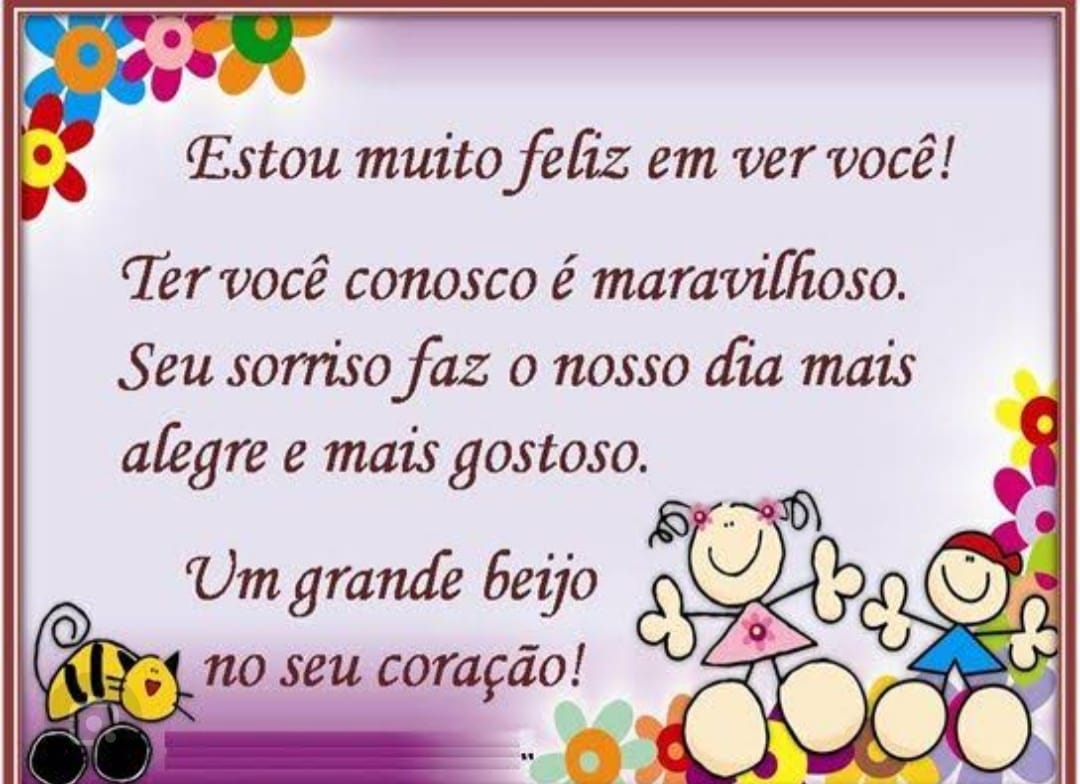 Estou muito feliz em ver você!
Ter você conosco é maravilhoso.
Seu sorriso faz o nosso dia mais
alegre e mais gostoso.
Um grande beijo
no seu coração!
"